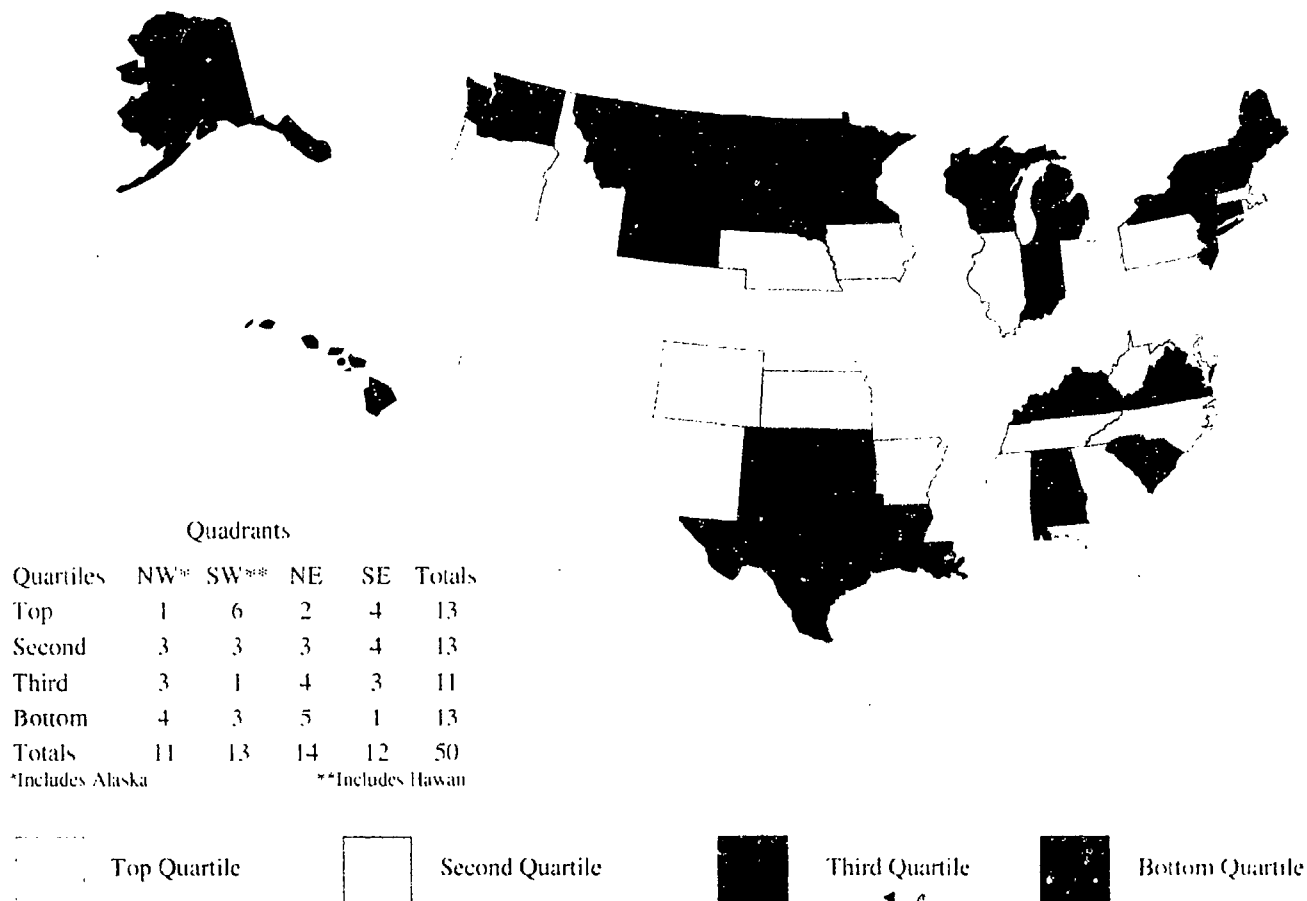 Quadrants
Quartiles NW* SW** NE SE Totals
Top 1 6 2 4 13
Second 3 3 3 4 13
Third 3 1 4 3 11
Bottom 4 3 5 1 13
Totals 11 13 14 12 50
*Includes Alaska **Includes Hawaii
Top Quartile Second Quartile Third Quartile Bottom Quartile